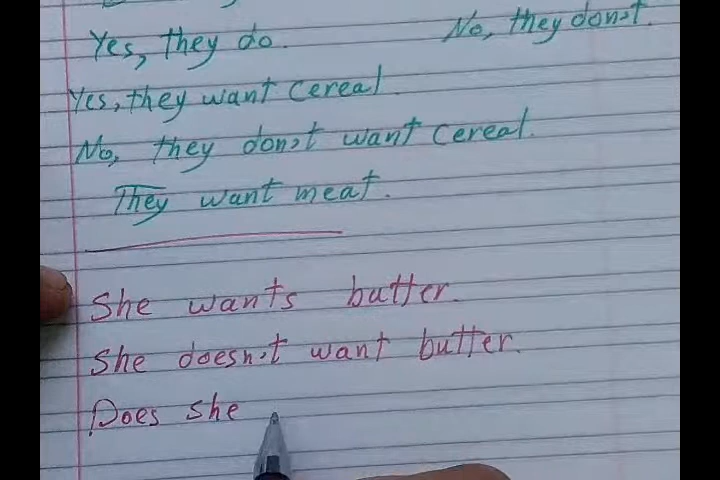 Yes, they do. No, they don't.
Yes, they want cereal
No, they don't want cereal.
They want meat.
She wants butter.
She doesn't want butter.
Does she